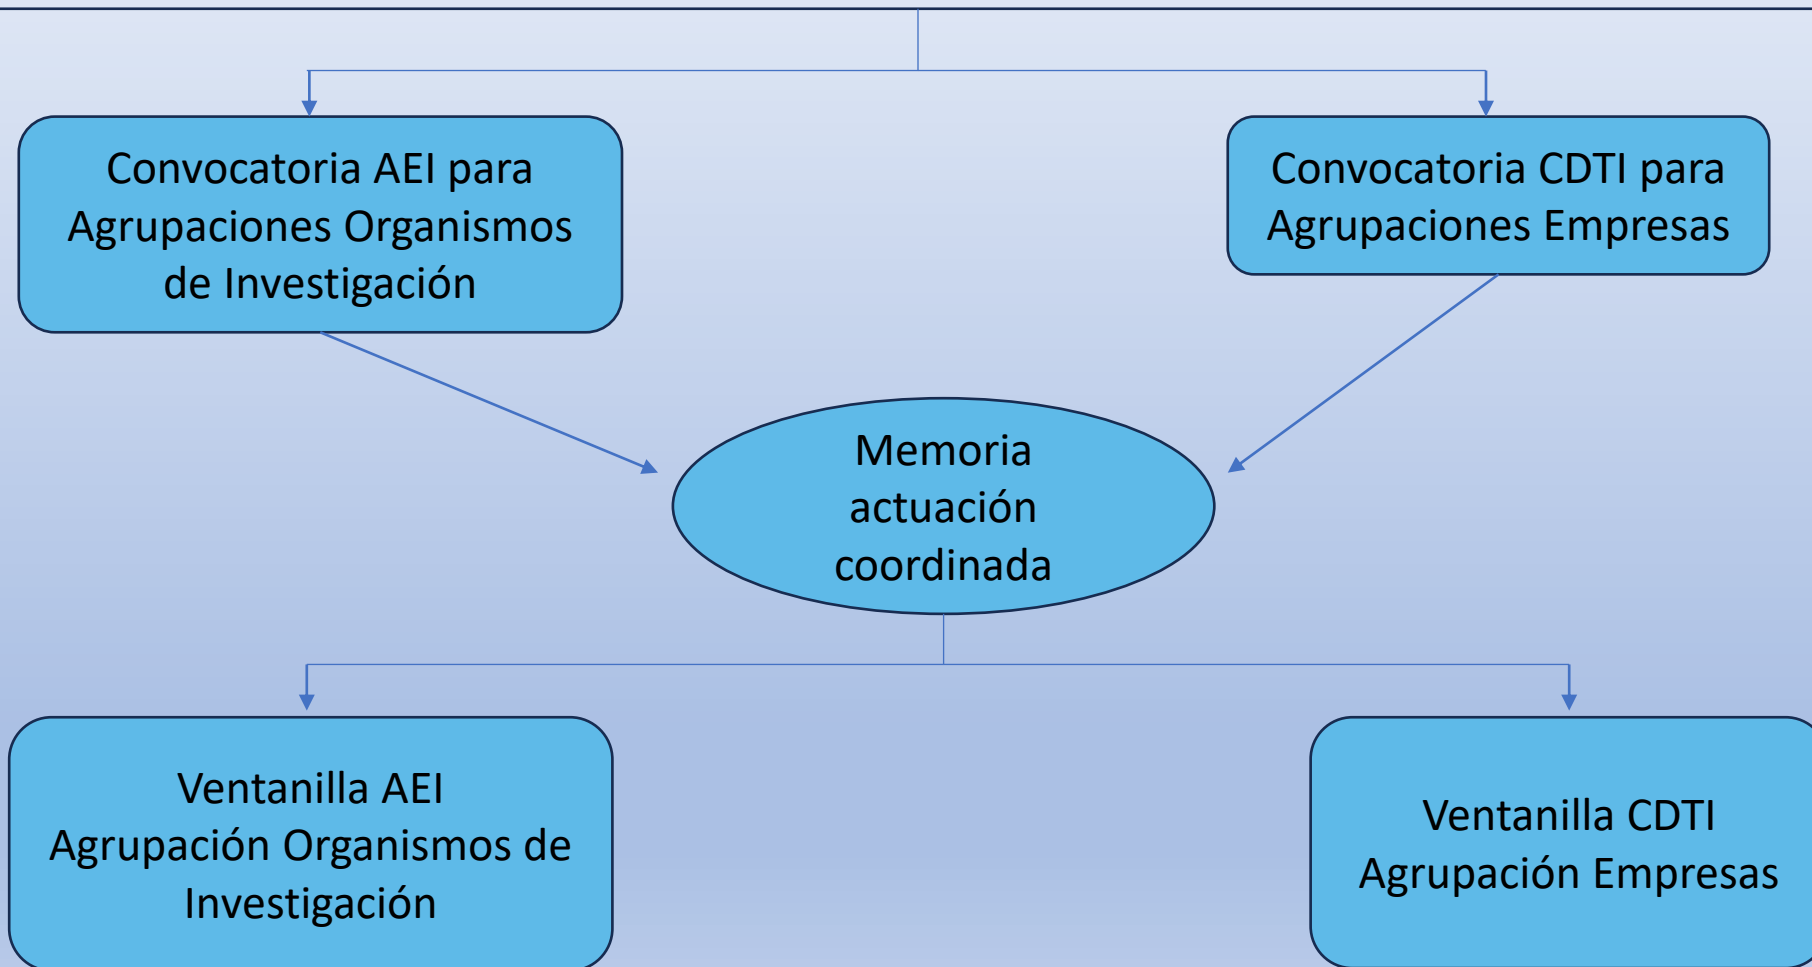 Convocatoria AEI para
Agrupaciones Organismos
de Investigación
Convocatoria CDTI para
Agrupaciones Empresas
Memoria
actuación
coordinada
Ventanilla AEI
Agrupación Organismos de
Investigación
Ventanilla CDTI
Agrupación Empresas